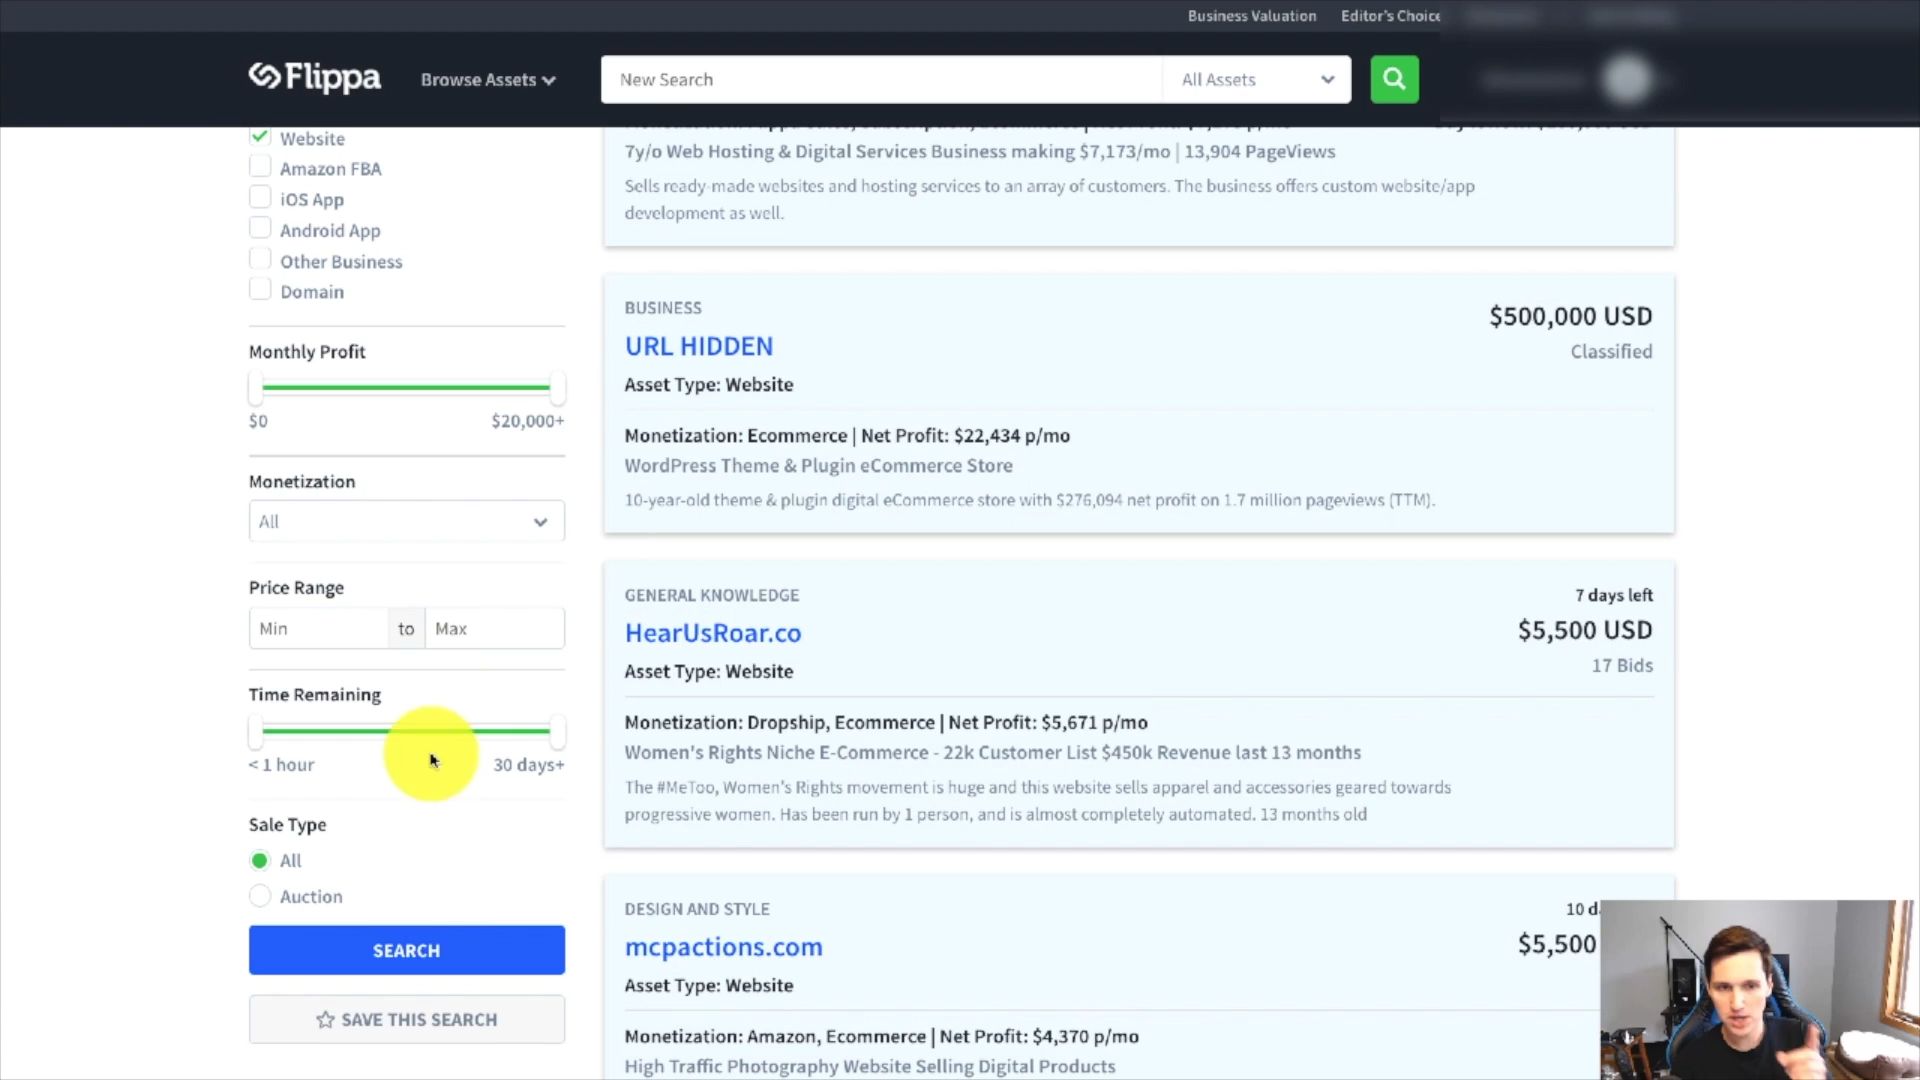 Business Valuation Editor's Choice
Flippa Browse Assets New Search All Assets
Website
Amazon FBA
iOS App
Android App
Other Business
Domain
Monthly Profit
$0 $20,000+
Monetization
All
Price Range
Min to Max
Time Remaining
< 1 hour 30 days+
Sale Type
All
Auction
SEARCH
SAVE THIS SEARCH
7y/o Web Hosting & Digital Services Business making $7,173/mo | 13,904 PageViews
Sells ready-made websites and hosting services to an array of customers. The business offers custom website/app
development as well.
BUSINESS
$500,000 USD
URL HIDDEN
Classified
Asset Type: Website
Monetization: Ecommerce | Net Profit: $22,434 p/mo
WordPress Theme & Plugin eCommerce Store
10-year-old theme & plugin digital eCommerce store with $276,094 net profit on 1.7 million pageviews (TTM).
GENERAL KNOWLEDGE 7 days left
HearUsRoar.co $5,500 USD
Asset Type: Website 17 Bids
Monetization: Dropship, Ecommerce | Net Profit: $5,671 p/mo
Women's Rights Niche E-Commerce - 22k Customer List $450k Revenue last 13 months
The #MeToo, Women's Rights movement is huge and this website sells apparel and accessories geared towards
progressive women. Has been run by 1 person, and is almost completely automated. 13 months old
DESIGN AND STYLE 10 d
mcpactions.com $5,500
Asset Type: Website
Monetization: Amazon, Ecommerce | Net Profit: $4,370 p/mo
High Traffic Photography Website Selling Digital Products